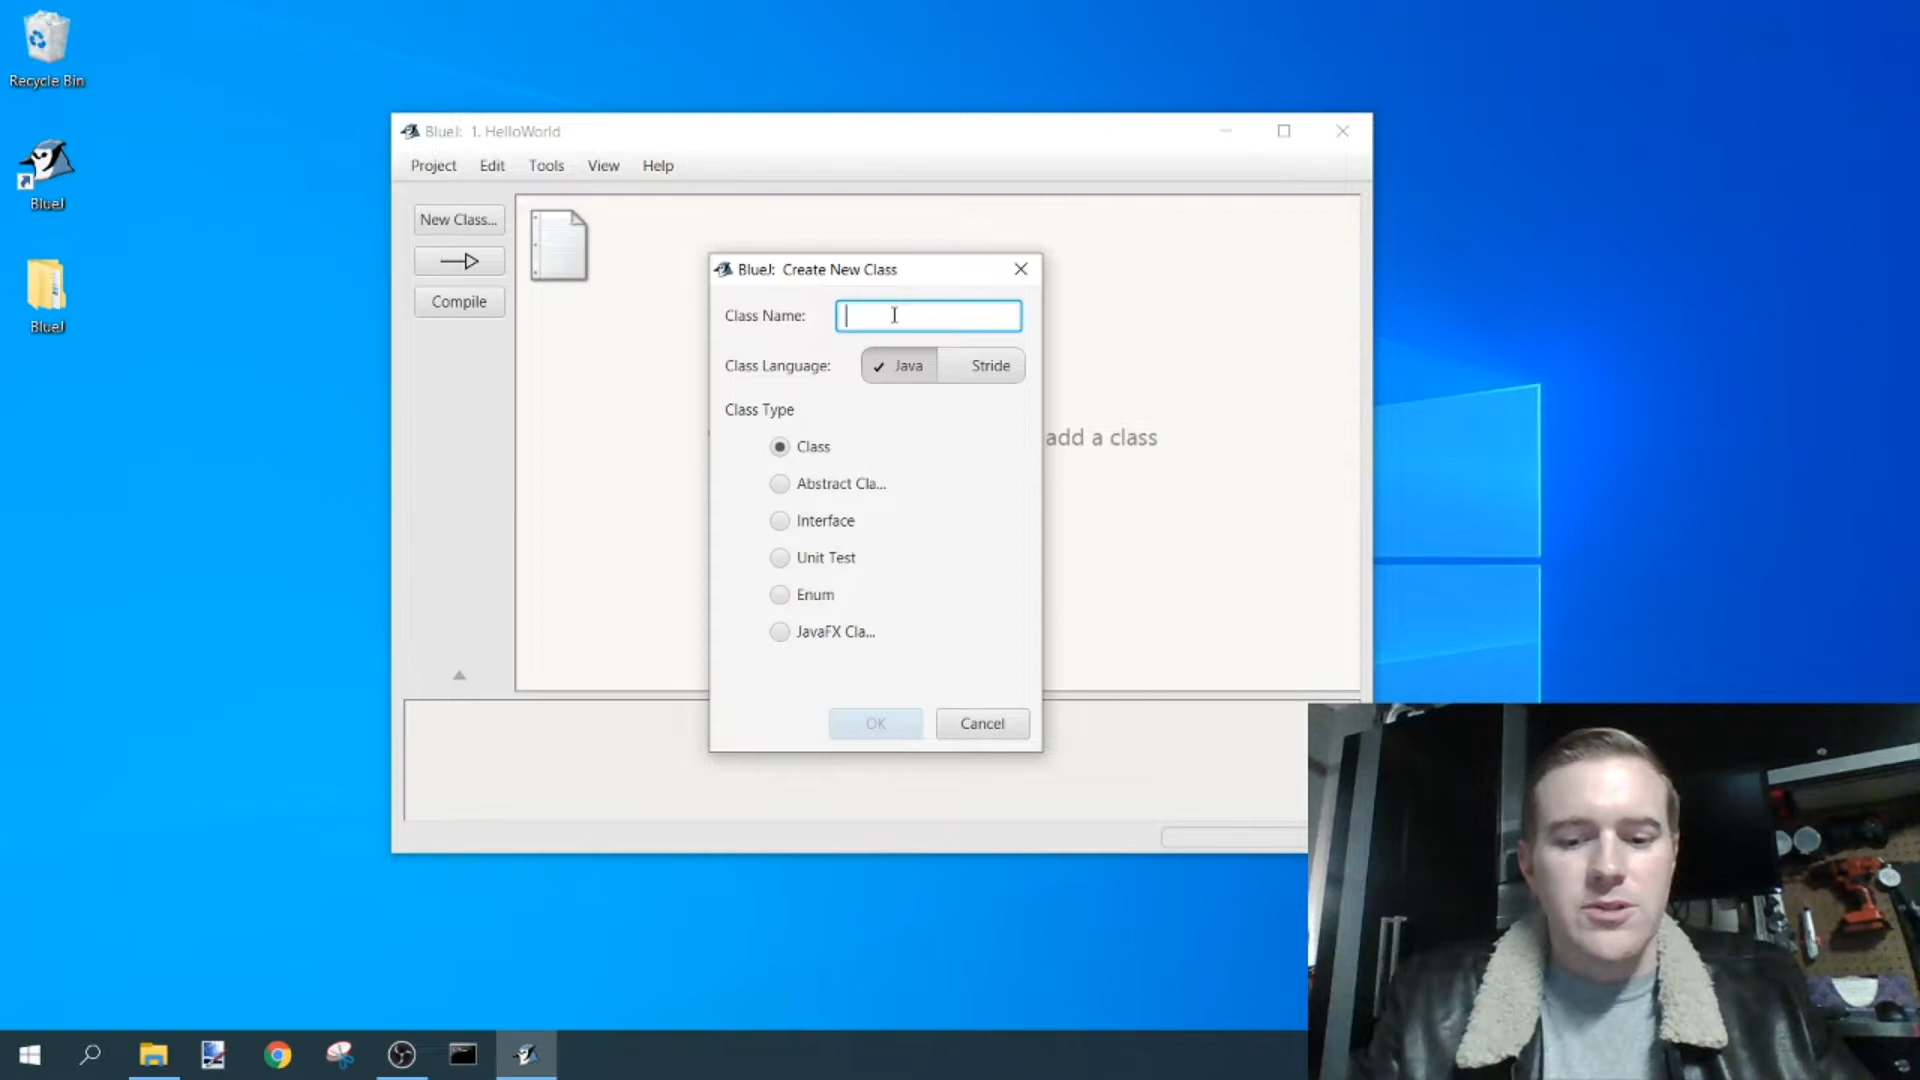 Recycle Bin
BlueJ
BlueJ
BlueJ: 1. HelloWorld
Project Edit Tools View Help
New Class...
Compile
add a class
BlueJ: Create New Class
Class Name:
Class Language: Java Stride
Class Type
Class
Abstract Cla...
Interface
Unit Test
Enum
JavaFX Cla...
OK Cancel